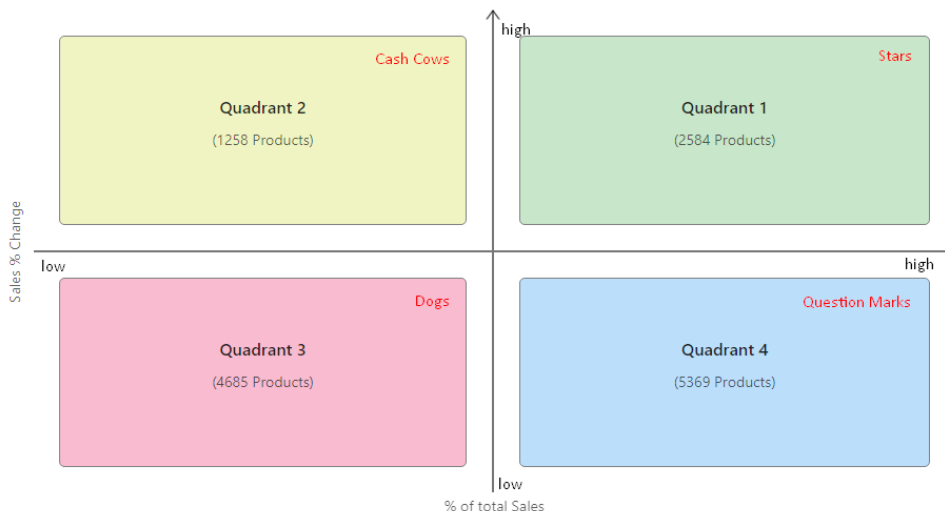 high
Cash Cows
Stars
Quadrant 2
Quadrant 1
(1258 Products)
(2584 Products)
Sales % Change
low
high
Dogs
Question Marks
Quadrant 3
Quadrant 4
(4685 Products)
(5369 Products)
low
% of total Sales